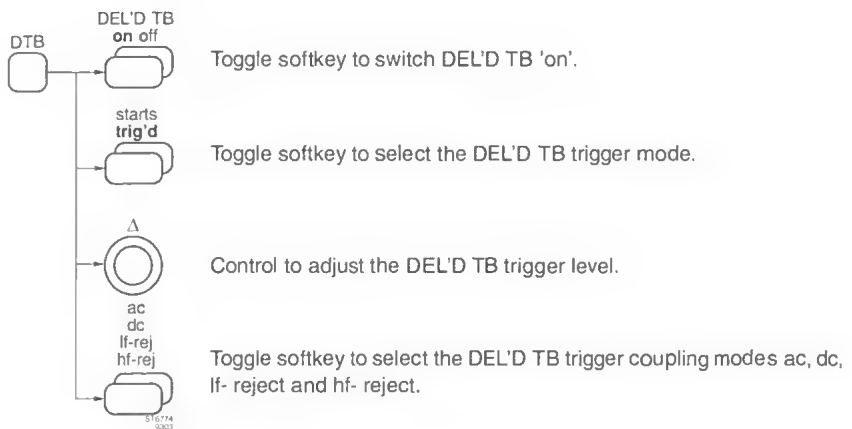 DEL'D TB
on off
DTB
Toggle softkey to switch DEL'D TB 'on'.
starts
trig'd
Toggle softkey to select the DEL'D TB trigger mode.
Δ
Control to adjust the DEL'D TB trigger level.
ac
dc
lf-rej
hf-rej
Toggle softkey to select the DEL'D TB trigger coupling modes ac, dc,
lf- reject and hf- reject.
ST6774